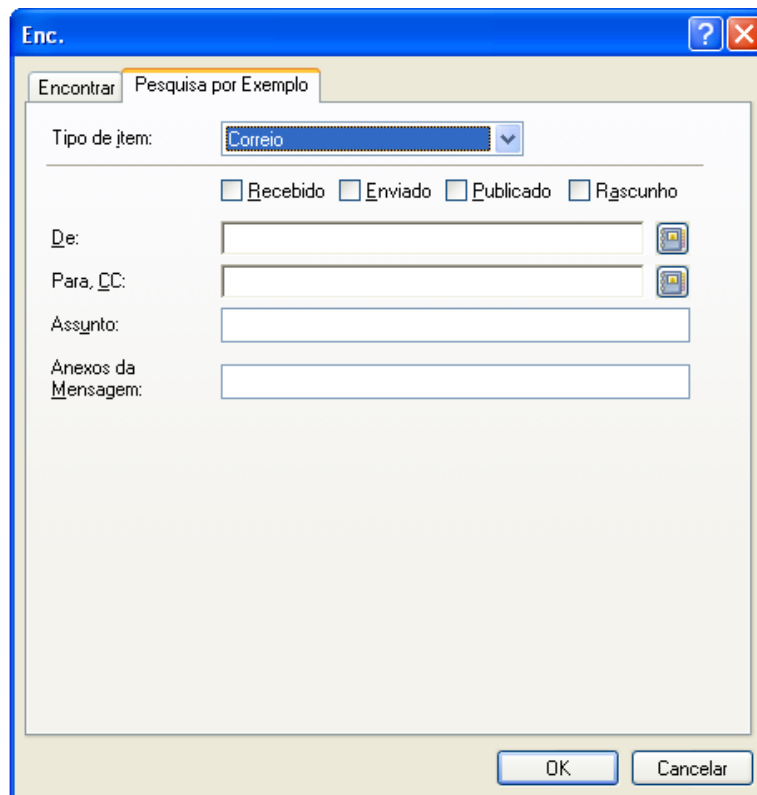 Enc.
Encontrar Pesquisa por Exemplo
Tipo de item: Correio
Recebido Enviado Publicado Rascunho
De:
Para, CC:
Assunto:
Anexos da
Mensagem:
OK Cancelar